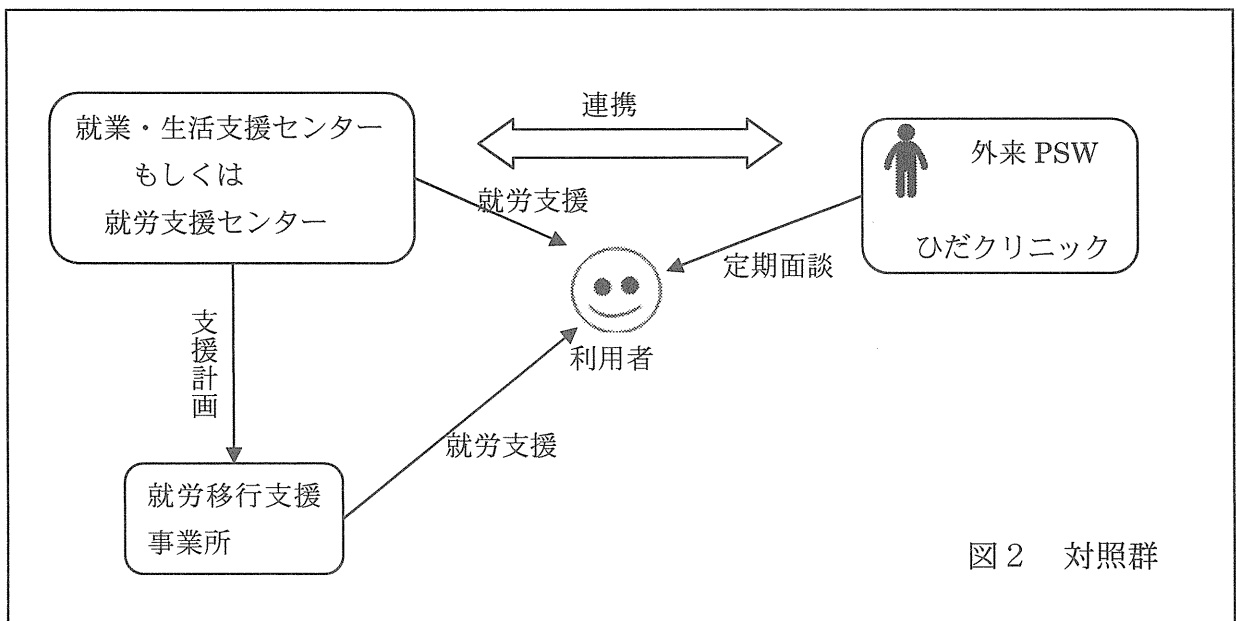 連携
就業・生活支援センター
もしくは
就労支援センター
外来 PSW
ひだクリニック
就労支援
定期面談
利用者
支援計画
就労支援
就労移行支援
事業所
図２　対照群